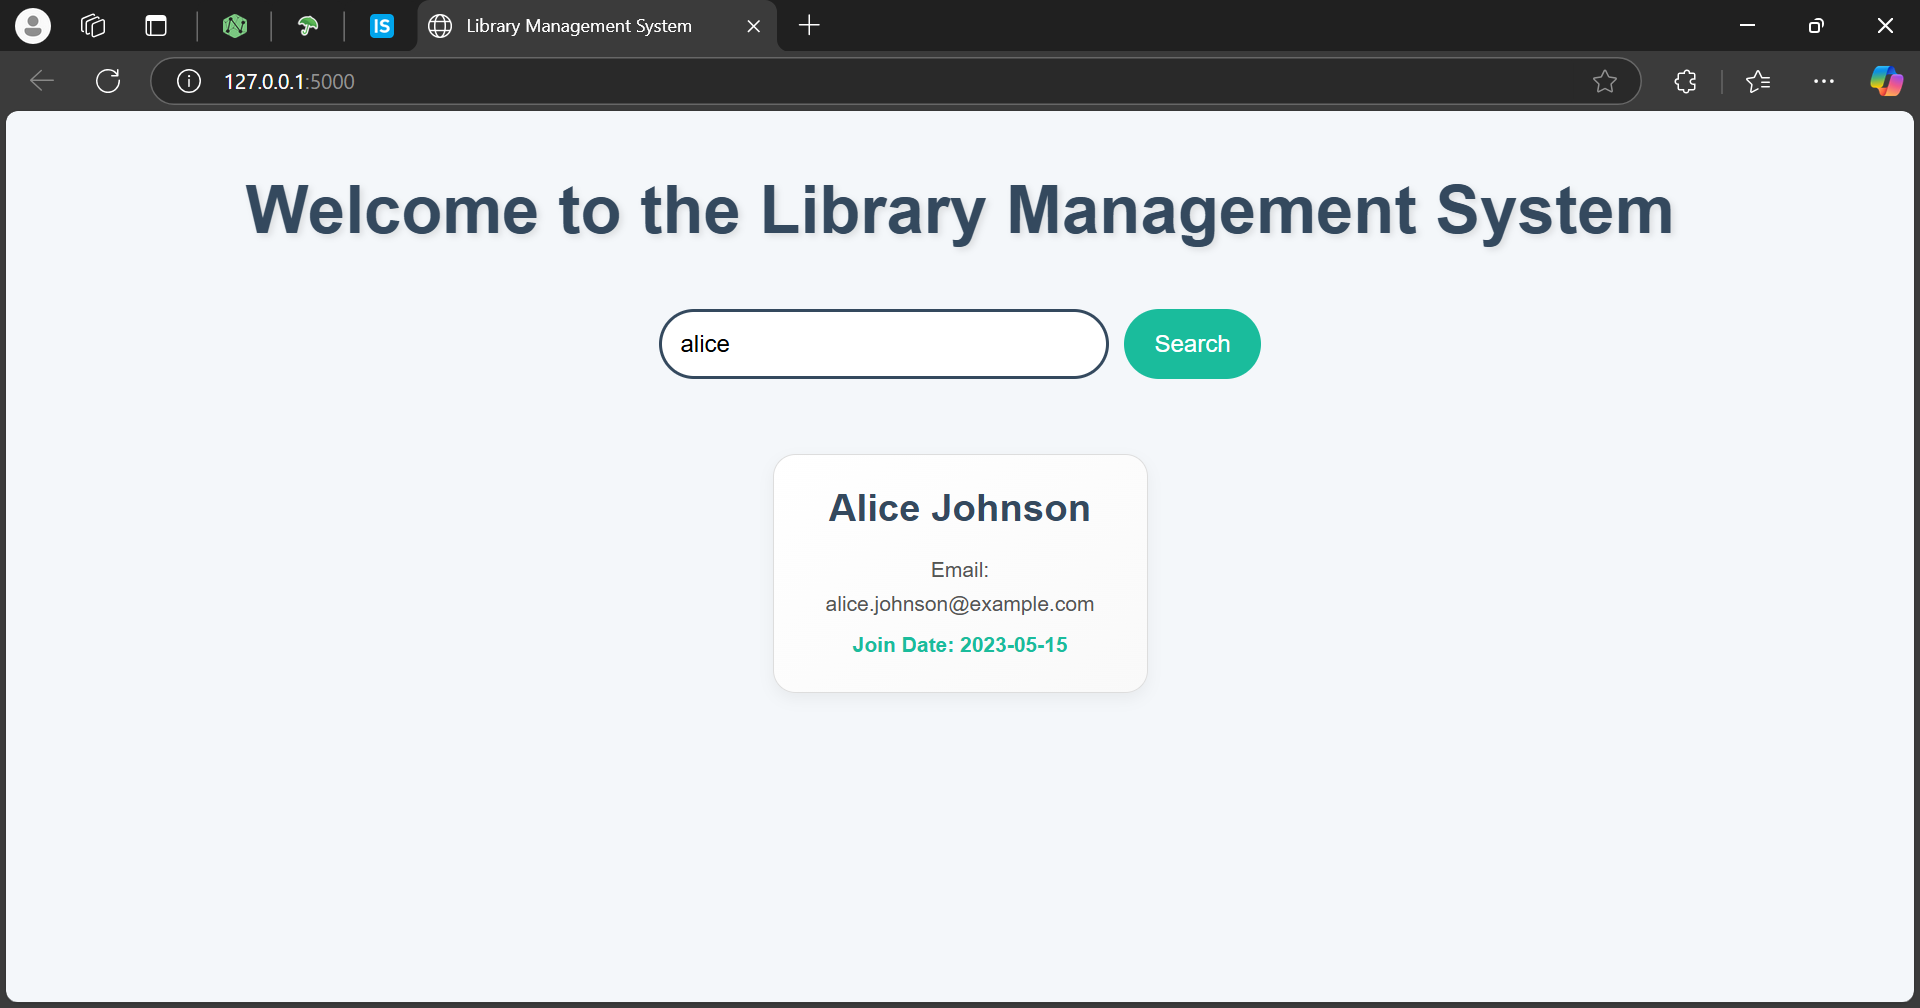 IS
Library Management System
127.0.0.1:5000
Welcome to the Library Management System
alice
Search
Alice Johnson
Email:
alice.johnson@example.com
Join Date: 2023-05-15